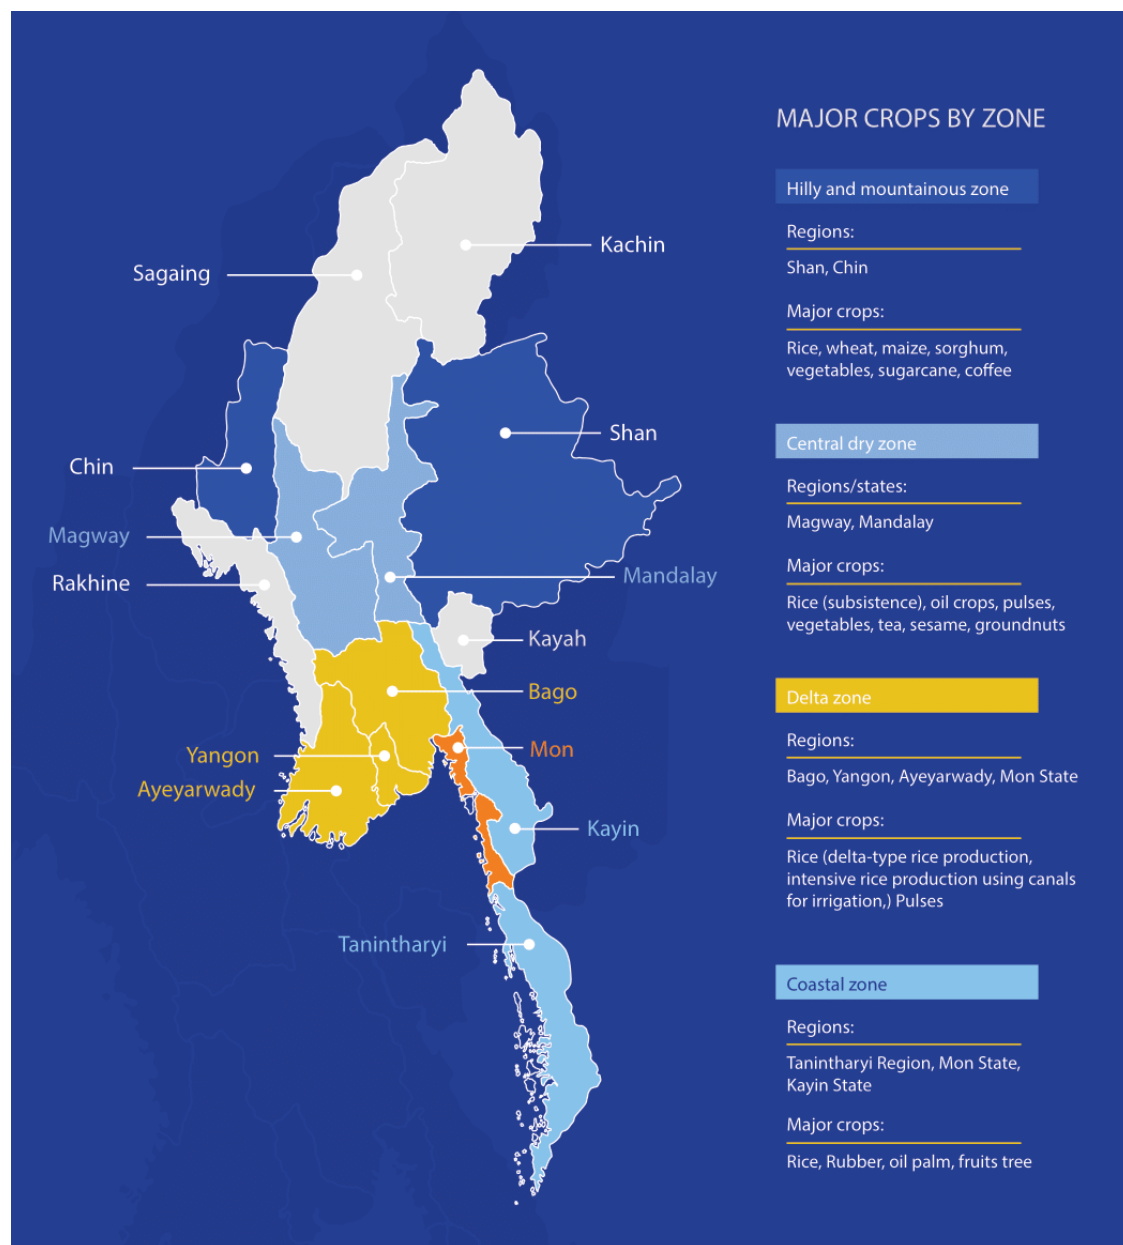 MAJOR CROPS BY ZONE
Hilly and mountainous zone
Regions:
Shan, Chin
Major crops:
Rice, wheat, maize, sorghum,
vegetables, sugarcane, coffee
Central dry zone
Regions/states:
Magway, Mandalay
Major crops:
Rice (subsistence), oil crops, pulses,
vegetables, tea, sesame, groundnuts
Delta zone
Regions:
Bago, Yangon, Ayeyarwady, Mon State
Major crops:
Rice (delta-type rice production,
intensive rice production using canals
for irrigation,) Pulses
Coastal zone
Regions:
Tanintharyi Region, Mon State,
Kayin State
Major crops:
Rice, Rubber, oil palm, fruits tree
Kachin
Sagaing
Shan
Chin
Magway
Mandalay
Rakhine
Kayah
Bago
Mon
Yangon
Ayeyarwady
Kayin
Tanintharyi